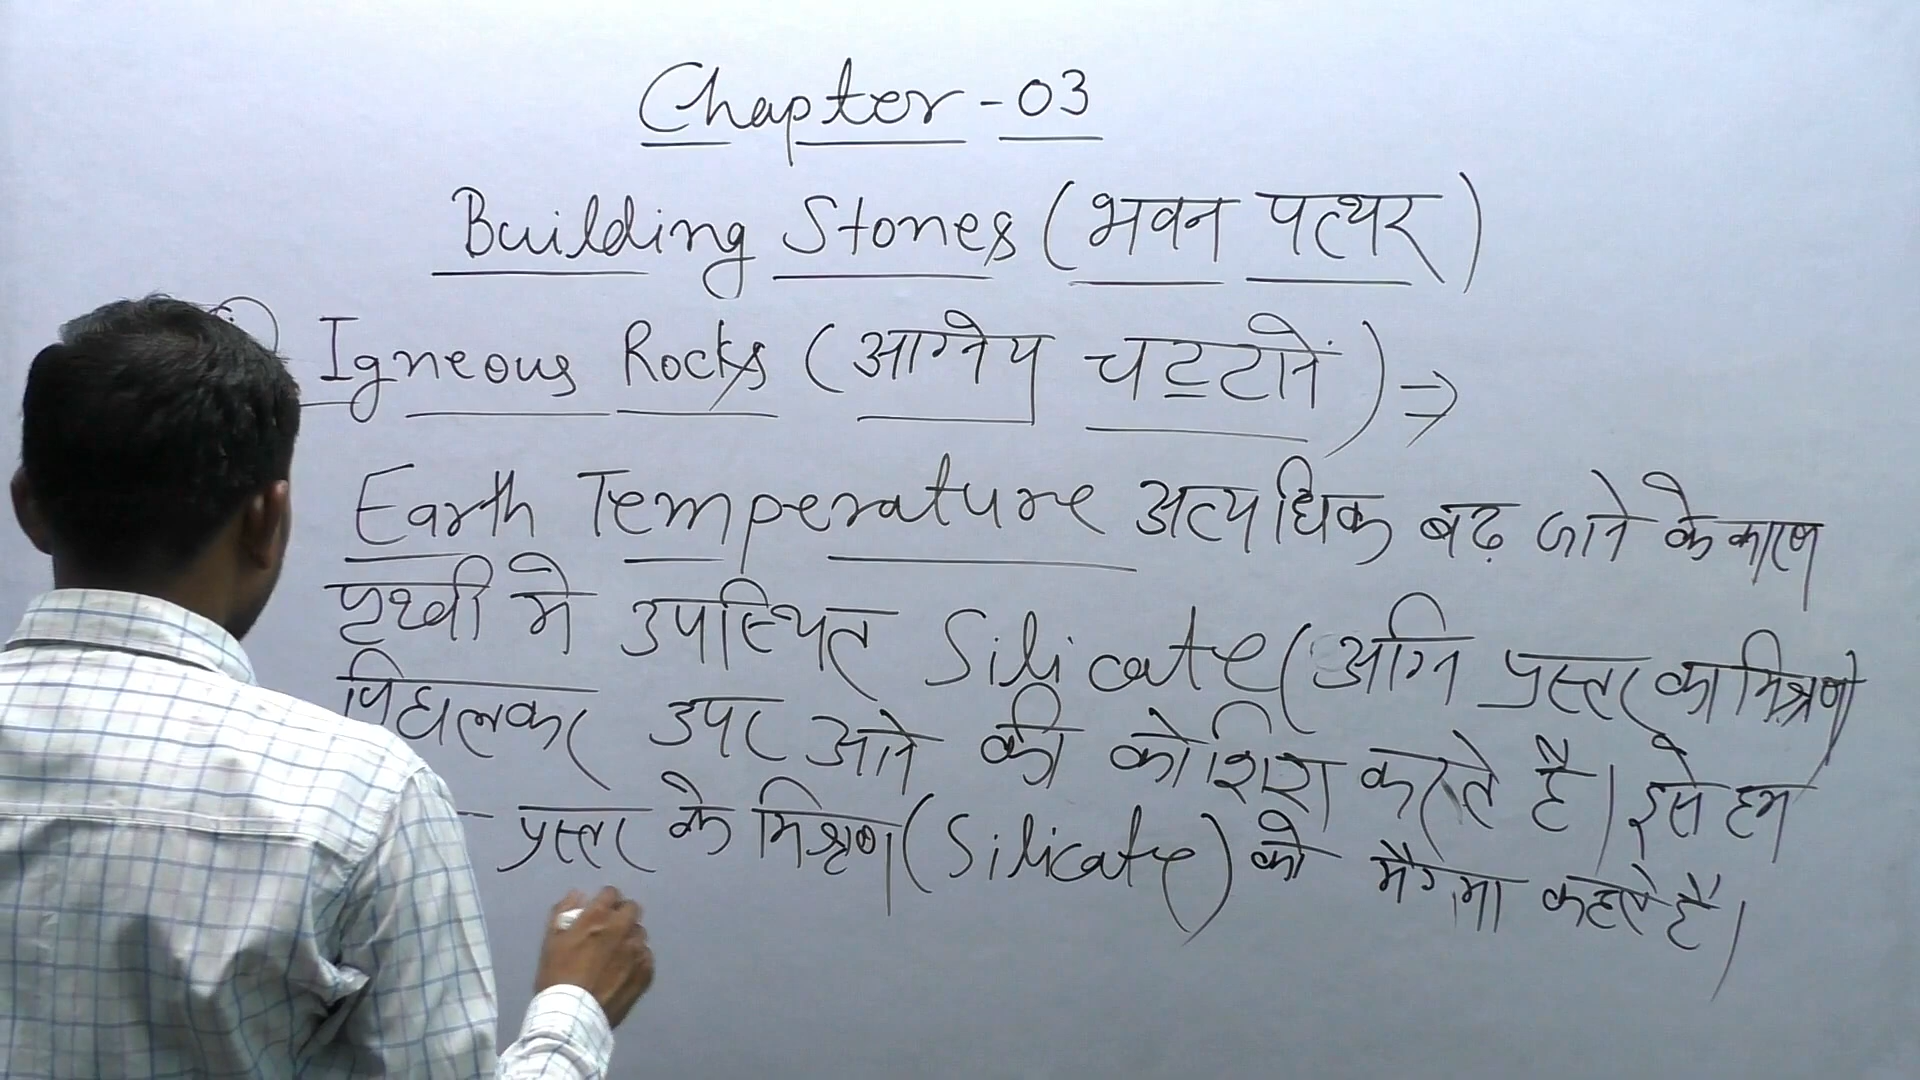 Chapter-03
Building Stones (भवन पत्थर)
Igneous Rocks (आग्नेय चट्टानें) ⇒
Earth Temperature अत्यधिक बढ़ जाने के कारण
पृथ्वी मे उपस्थित Silicate (अग्नि प्रस्तर का मिश्रण)
पिघलकर उपर आने की कोशिश करते है। इसे हम
प्रस्तर के मिश्रण (Silicate) को मैग्मा कहते है।